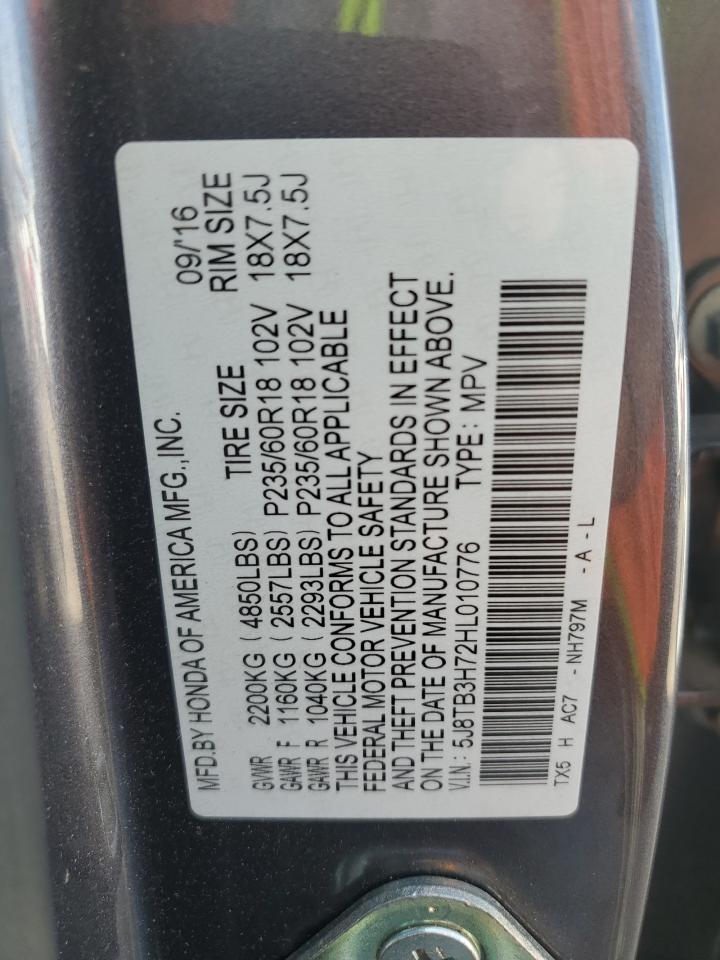 MFD.BY HONDA OF AMERICA MFG.,INC. 09/'16
GVWR 2200KG ( 4850LBS) TIRE SIZE RIM SIZE
GAWR F 1160KG ( 2557LBS) P235/60R18 102V 18X7.5J
GAWR R 1040KG ( 2293LBS) P235/60R18 102V 18X7.5J
THIS VEHICLE CONFORMS TO ALL APPLICABLE
FEDERAL MOTOR VEHICLE SAFETY
AND THEFT PREVENTION STANDARDS IN EFFECT
ON THE DATE OF MANUFACTURE SHOWN ABOVE.
V.I.N.: 5J8TB3H72HL010776 TYPE: MPV
TX5 H AC7 -NH797M -A-L